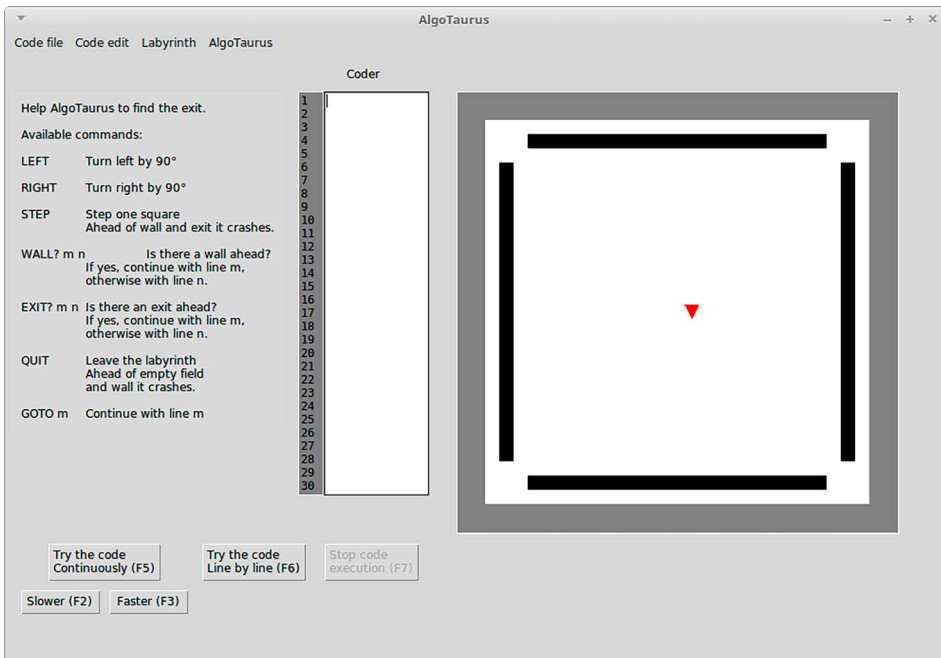 AlgoTaurus
Code file Code edit Labyrinth AlgoTaurus
Coder
Help AlgoTaurus to find the exit.
Available commands:
LEFT Turn left by 90°
RIGHT Turn right by 90°
STEP Step one square
Ahead of wall and exit it crashes.
WALL? m n Is there a wall ahead?
If yes, continue with line m,
otherwise with line n.
EXIT? m n Is there an exit ahead?
If yes, continue with line m,
otherwise with line n.
QUIT Leave the labyrinth
Ahead of empty field
and wall it crashes.
GOTO m Continue with line m
1
2
3
4
5
6
7
8
9
10
11
12
13
14
15
16
17
18
19
20
21
22
23
24
25
26
27
28
29
30
Try the code
Continuously (F5)
Try the code
Line by line (F6)
Stop code
execution (F7)
Slower (F2)
Faster (F3)